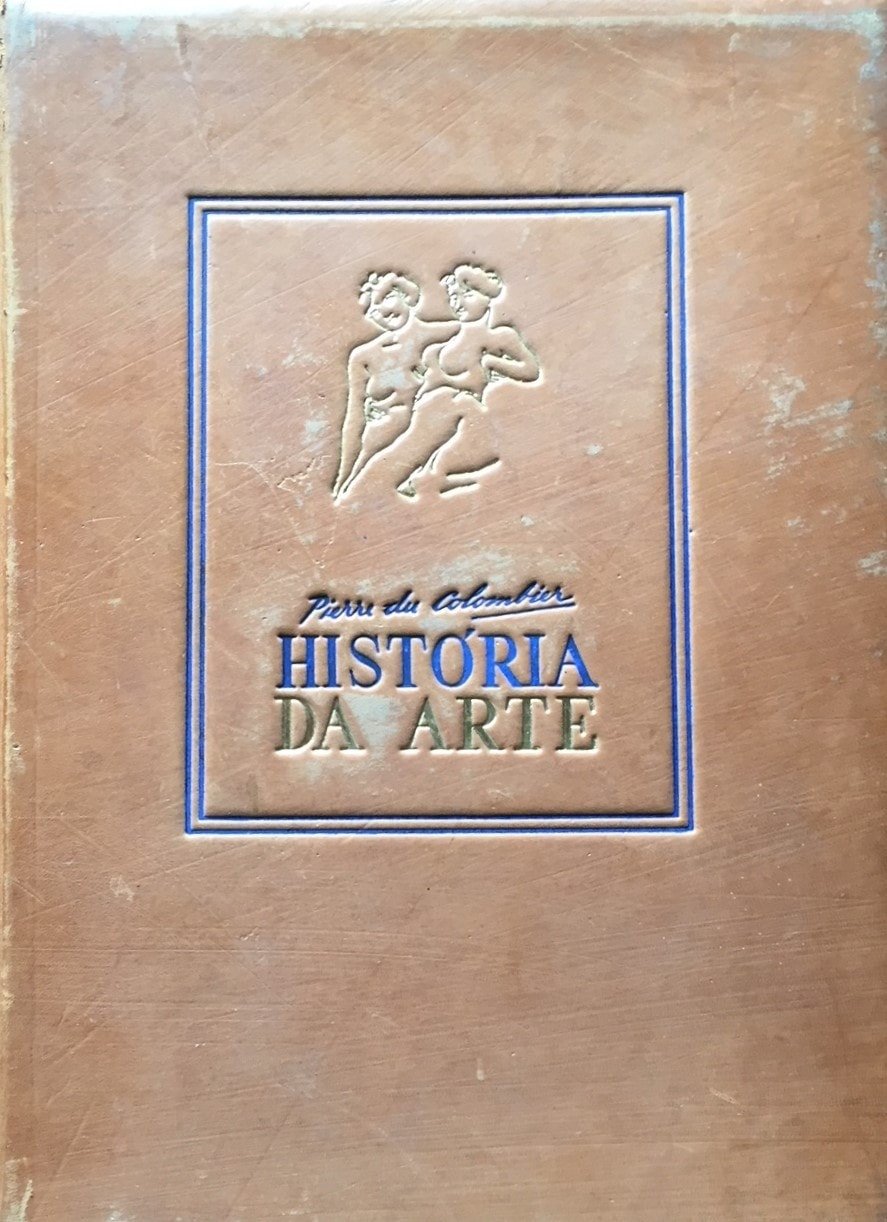 Pierre du Colombier
HISTÓRIA
DA ARTE